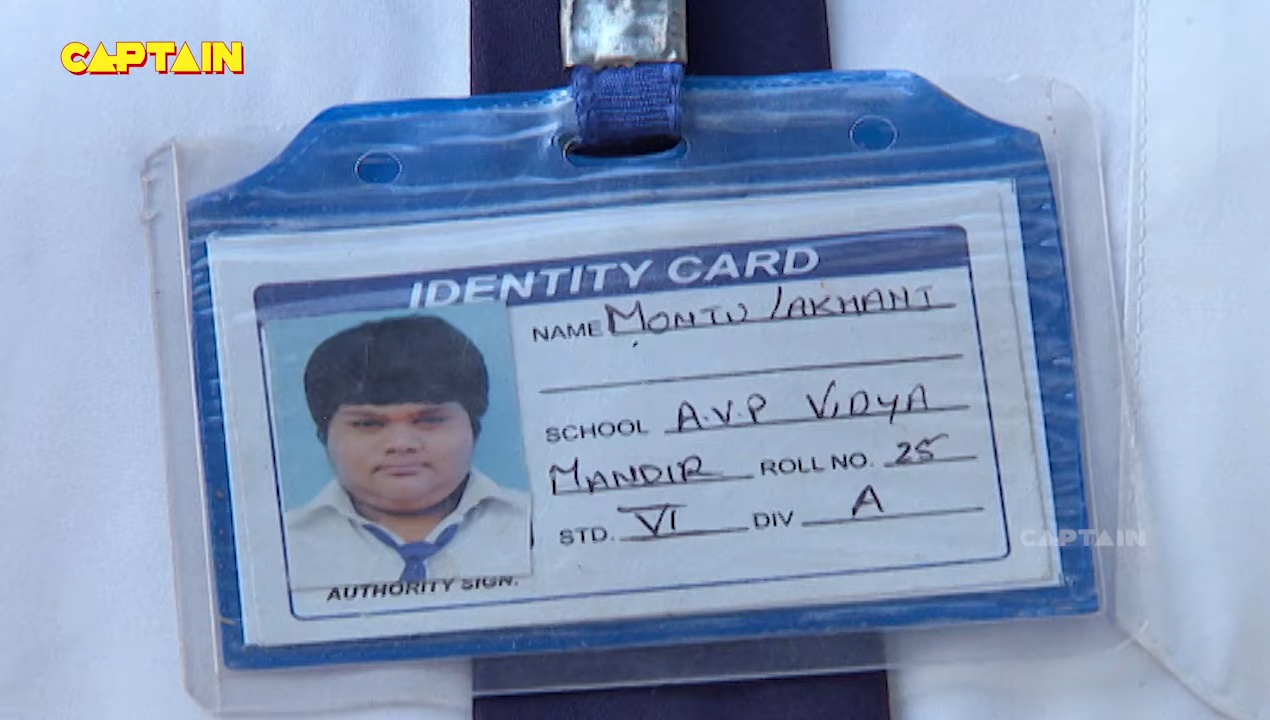 CAPTAIN
IDENTITY CARD
NAME MONTU LAKHANI
SCHOOL A.V.P VIDYA
MANDIR ROLL NO. 25
STD. VI DIV A
AUTHORITY SIGN.
CAPTAIN